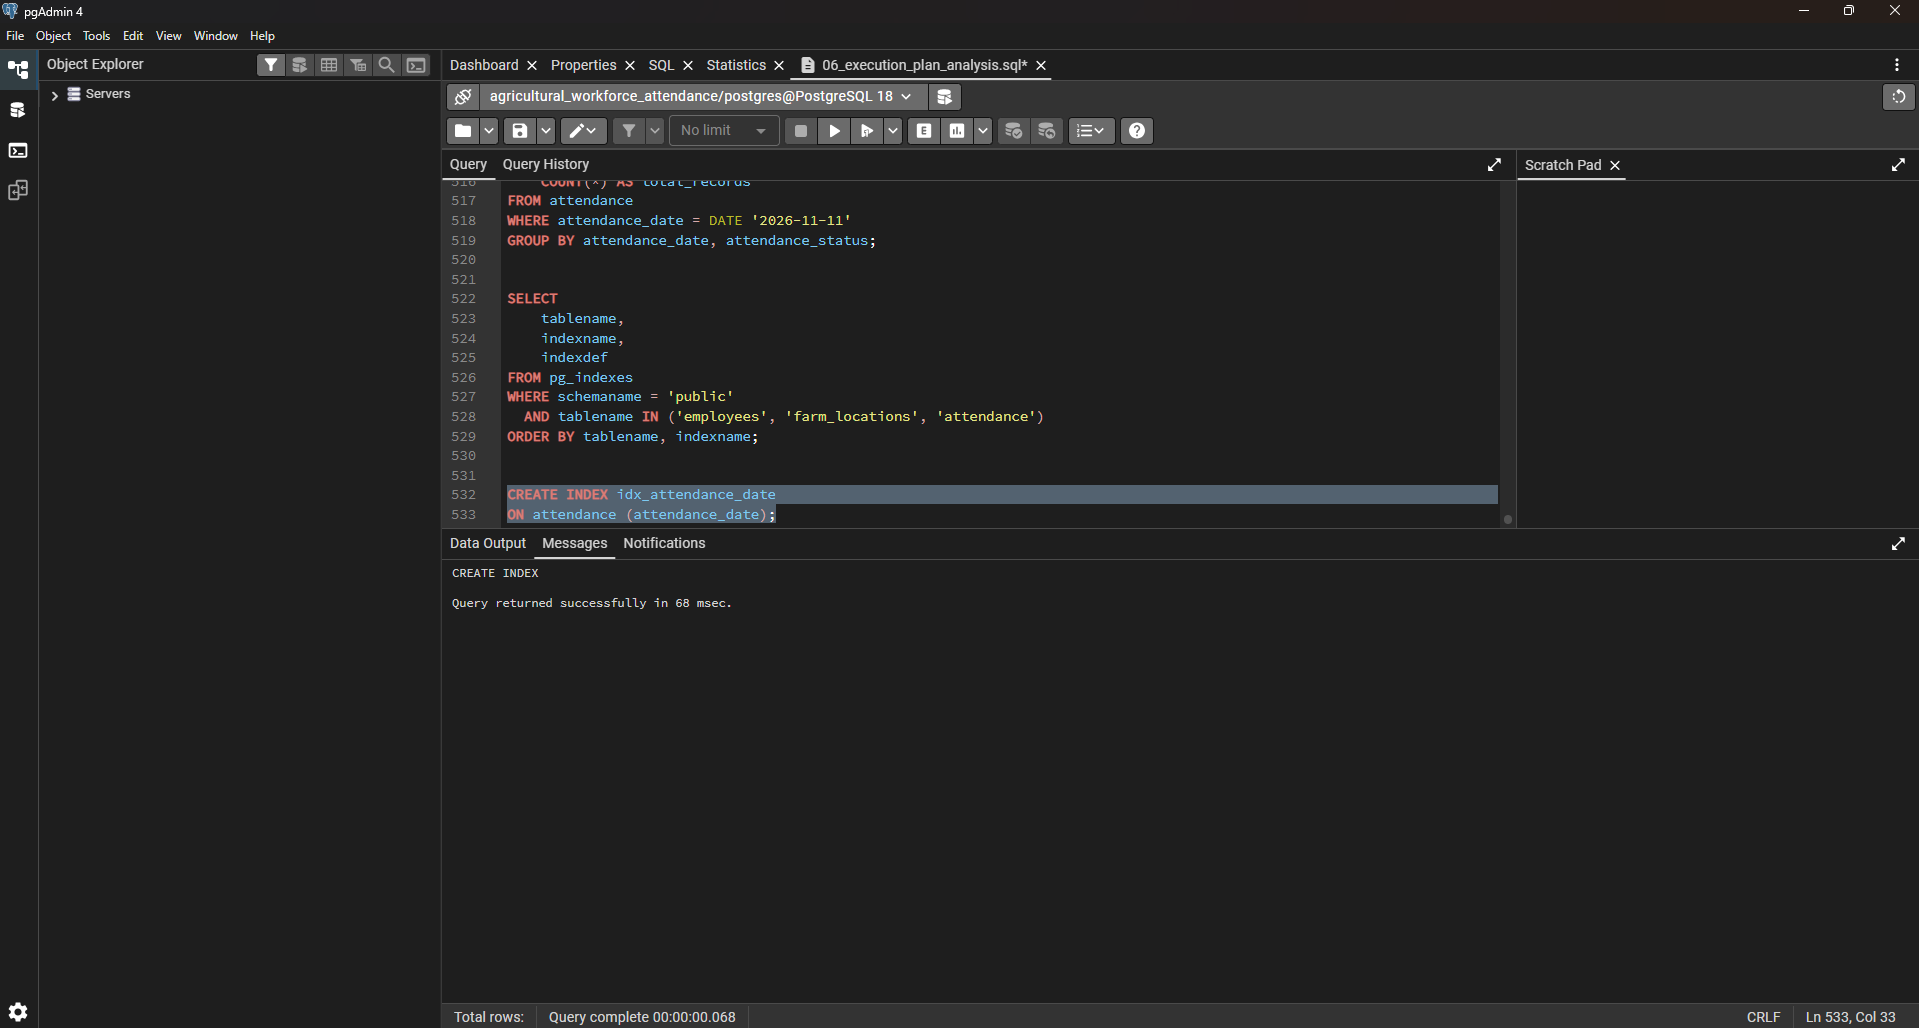 pgAdmin 4
File Object Tools Edit View Window Help
Object Explorer
Servers
Dashboard Properties SQL Statistics 06_execution_plan_analysis.sql*
agricultural_workforce_attendance/postgres@PostgreSQL 18
No limit
E
Query Query History
Scratch Pad
516 COUNT(*) AS total_records
517 FROM attendance
518 WHERE attendance_date = DATE '2026-11-11'
519 GROUP BY attendance_date, attendance_status;
520
521
522 SELECT
523 tablename,
524 indexname,
525 indexdef
526 FROM pg_indexes
527 WHERE schemaname = 'public'
528 AND tablename IN ('employees', 'farm_locations', 'attendance')
529 ORDER BY tablename, indexname;
530
531
532 CREATE INDEX idx_attendance_date
533 ON attendance (attendance_date);
Data Output Messages Notifications
CREATE INDEX
Query returned successfully in 68 msec.
Total rows: Query complete 00:00:00.068 CRLF Ln 533, Col 33